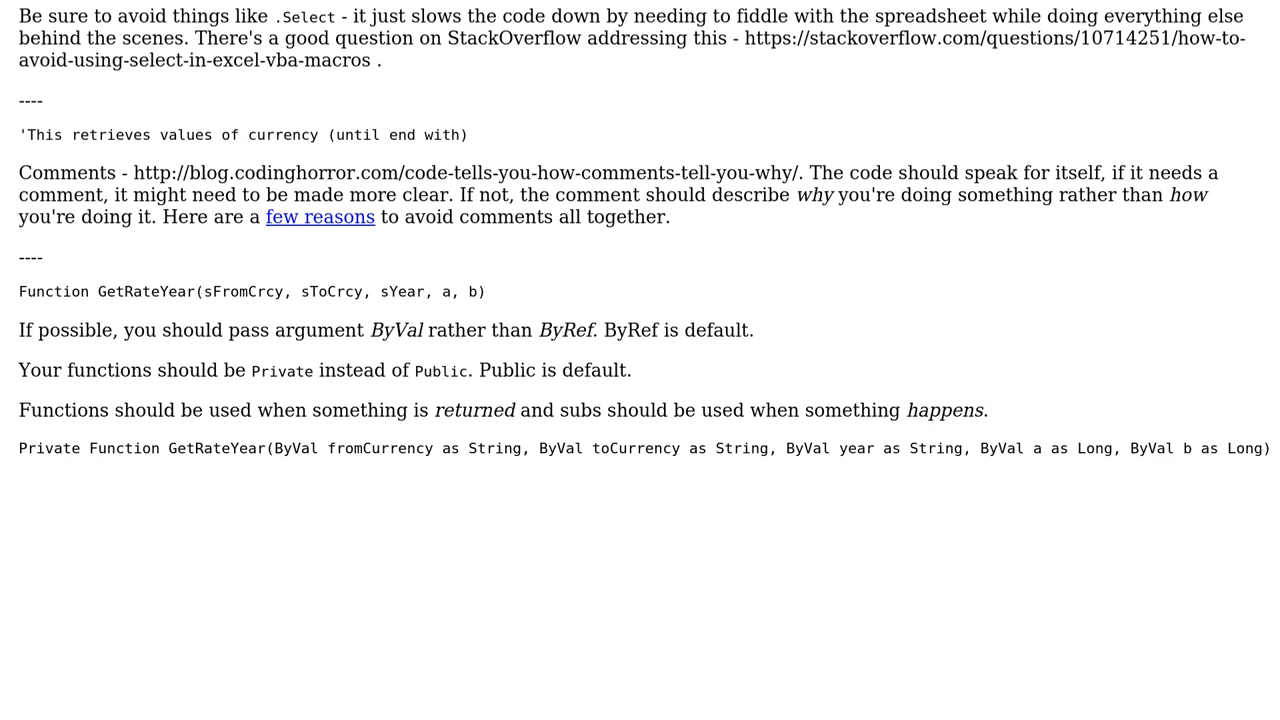 Be sure to avoid things like .Select - it just slows the code down by needing to fiddle with the spreadsheet while doing everything else
behind the scenes. There's a good question on StackOverflow addressing this - https://stackoverflow.com/questions/10714251/how-to-
avoid-using-select-in-excel-vba-macros .
----
'This retrieves values of currency (until end with)
Comments - http://blog.codinghorror.com/code-tells-you-how-comments-tell-you-why/. The code should speak for itself, if it needs a
comment, it might need to be made more clear. If not, the comment should describe why you're doing something rather than how
you're doing it. Here are a few reasons to avoid comments all together.
----
Function GetRateYear(sFromCrcy, sToCrcy, sYear, a, b)
If possible, you should pass argument ByVal rather than ByRef. ByRef is default.
Your functions should be Private instead of Public. Public is default.
Functions should be used when something is returned and subs should be used when something happens.
Private Function GetRateYear(ByVal fromCurrency as String, ByVal toCurrency as String, ByVal year as String, ByVal a as Long, ByVal b as Long)